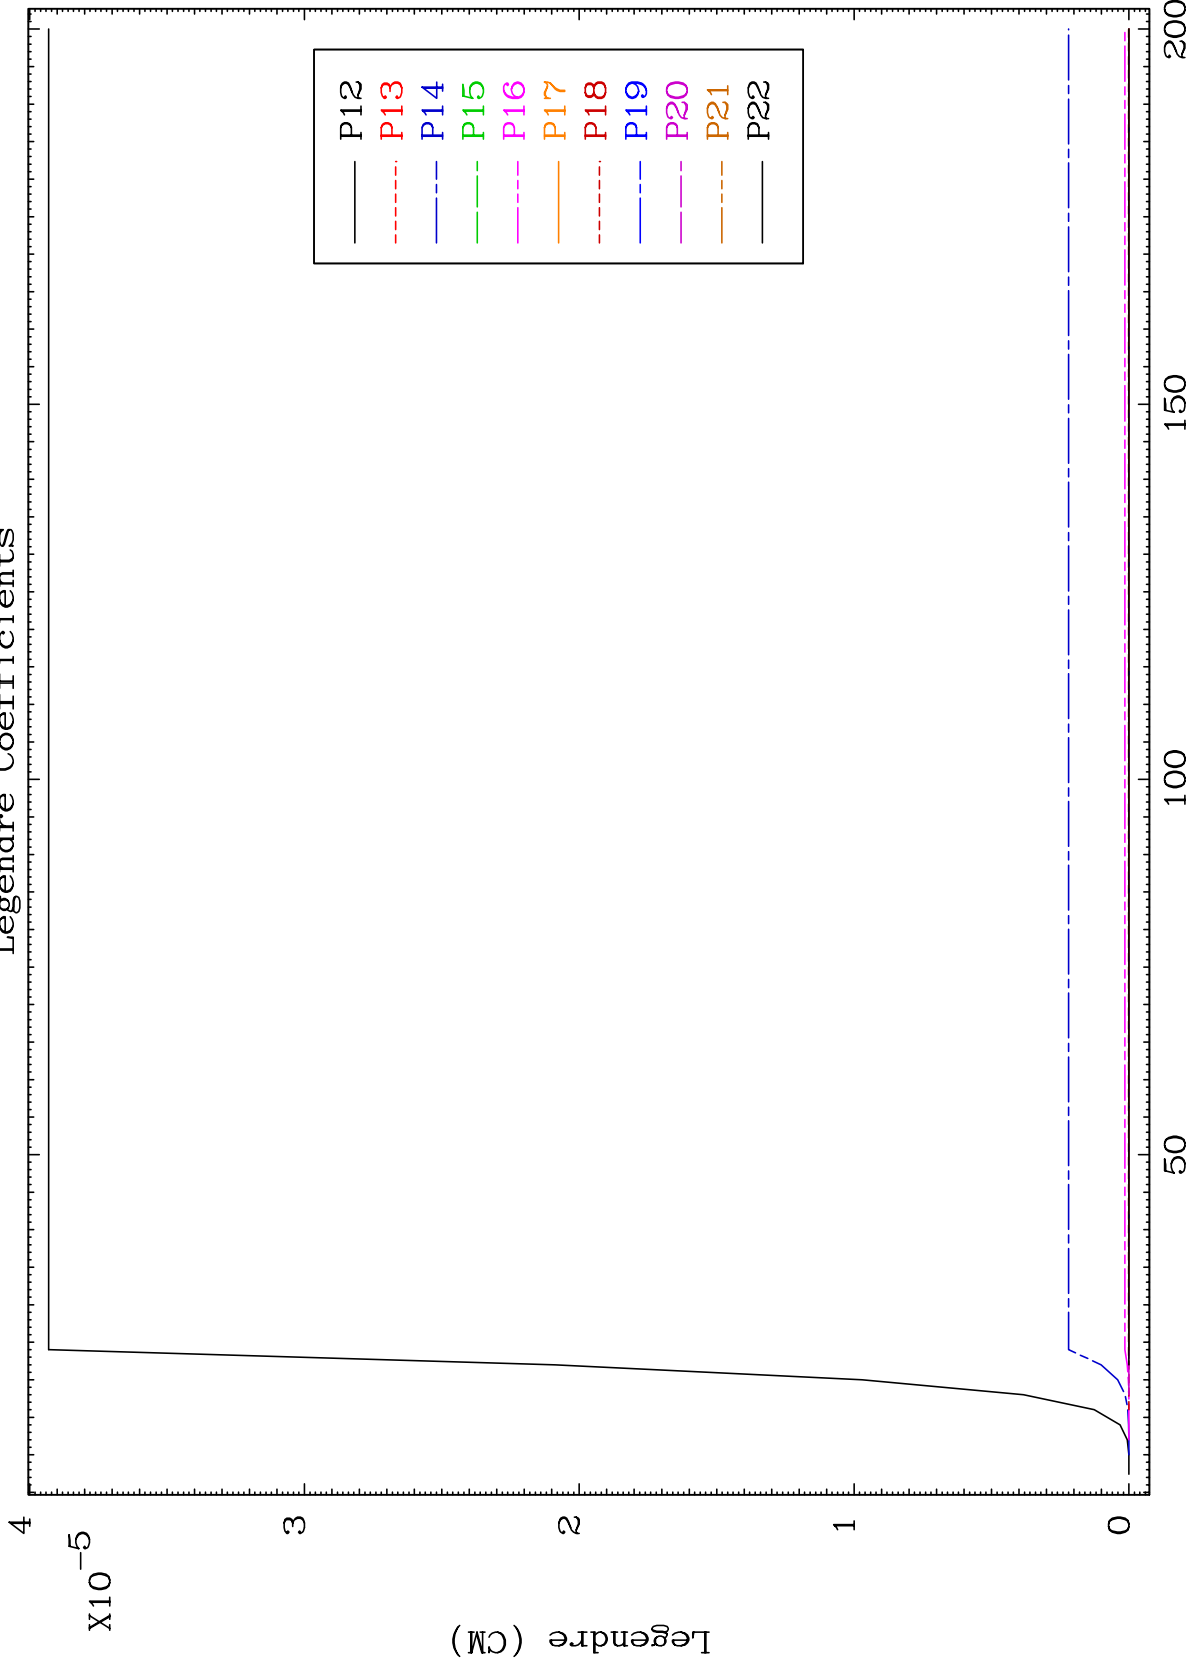 Legendre Coefficients
X10-5
4
3
2
1
0
Legendre (CM)
P12
P13
P14
P15
P16
P17
P18
P19
P20
P21
P22
50
100
150
200